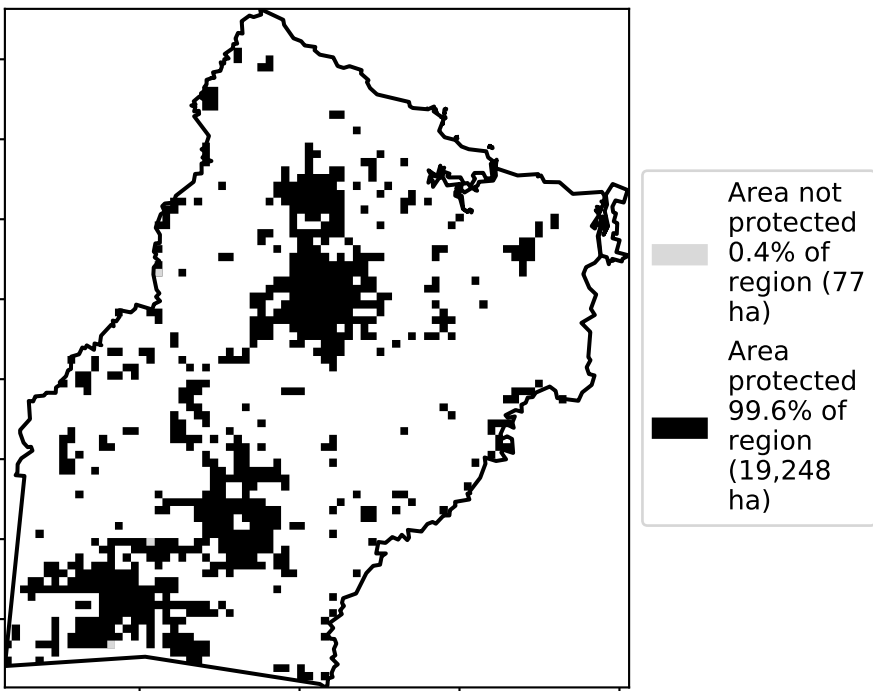 Area not
protected
0.4% of
region (77
ha)
Area
protected
99.6% of
region
(19,248
ha)